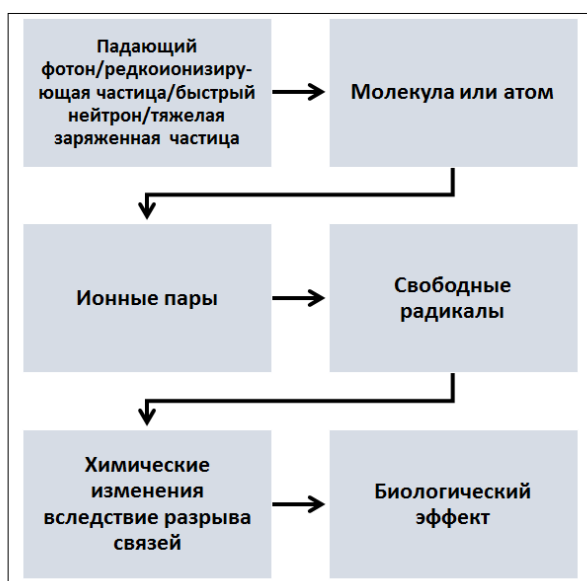 Падающий
фотон/редкоионизирую-
ющая частица/быстрый
нейтрон/тяжелая
заряженная частица
Молекула или атом
Ионные пары
Свободные
радикалы
Химические
изменения
вследствие разрыва
связей
Биологический
эффект